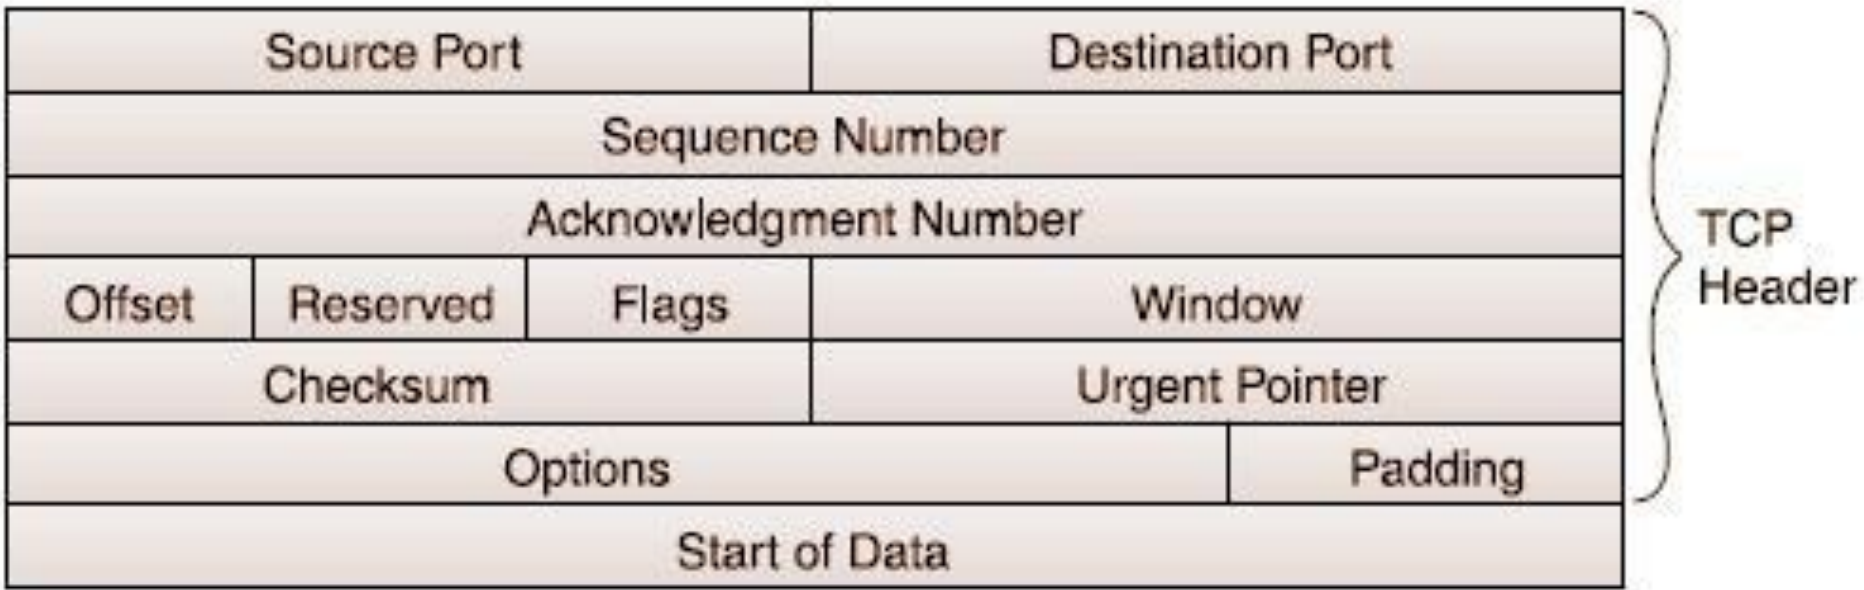 Source Port
Destination Port
Sequence Number
Acknowledgment Number
TCP
Header
Offset
Reserved
Flags
Window
Checksum
Urgent Pointer
Options
Padding
Start of Data